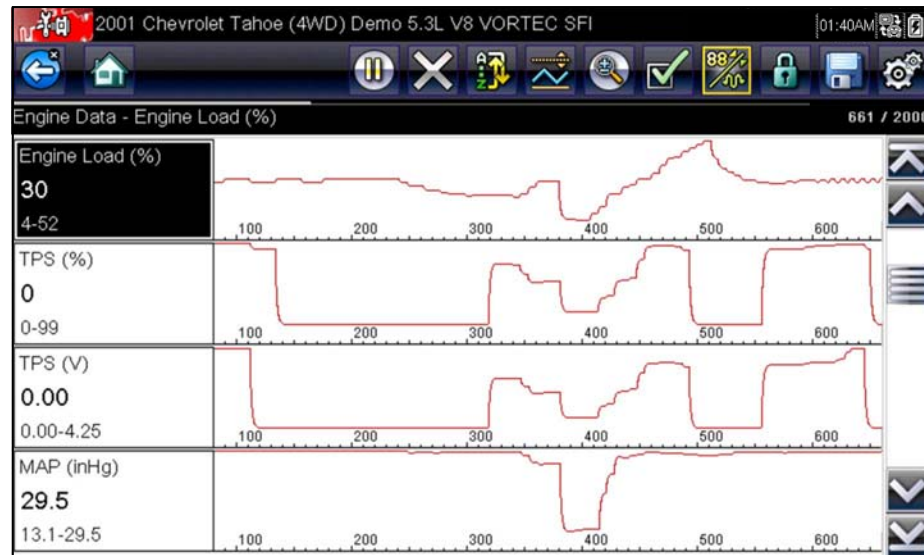 2001 Chevrolet Tahoe (4WD) Demo 5.3L V8 VORTEC SFI
01:40AM
Engine Data - Engine Load (%)
661 / 2000
Engine Load (%)
30
4-52
100 200 300 400 500 600
TPS (%)
0
0-99
100 200 300 400 500 600
TPS (V)
0.00
0.00-4.25
100 200 300 400 500 600
MAP (inHg)
29.5
13.1-29.5
100 200 300 400 500 600